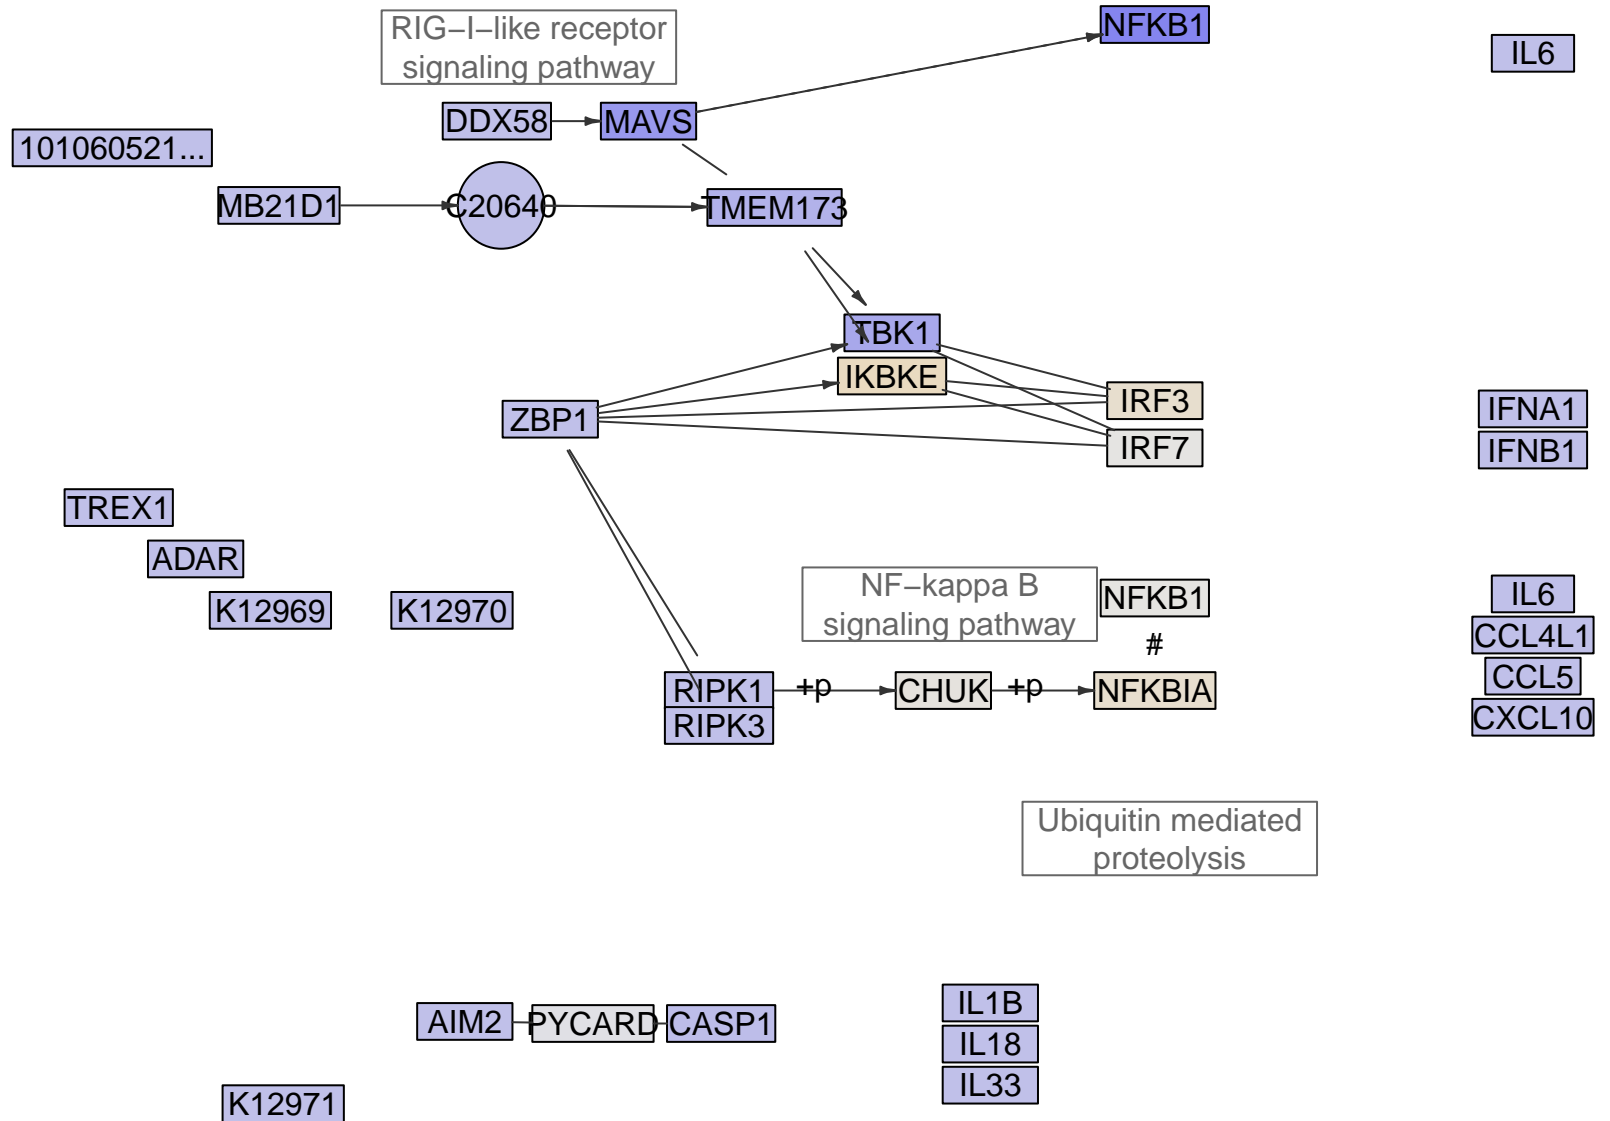 RIG−I−like receptor
signaling pathway
NFKB1
IL6
DDX58
MAVS
101060521...
MB21D1
C20640
TMEM173
TBK1
IKBKE
IRF3
IFNA1
ZBP1
IRF7
IFNB1
TREX1
ADAR
K12969
K12970
NF−kappa B
signaling pathway
NFKB1
IL6
#
CCL4L1
RIPK1
+p
CHUK
+p
NFKBIA
CCL5
RIPK3
CXCL10
Ubiquitin mediated
proteolysis
AIM2
PYCARD
CASP1
IL1B
IL18
IL33
K12971